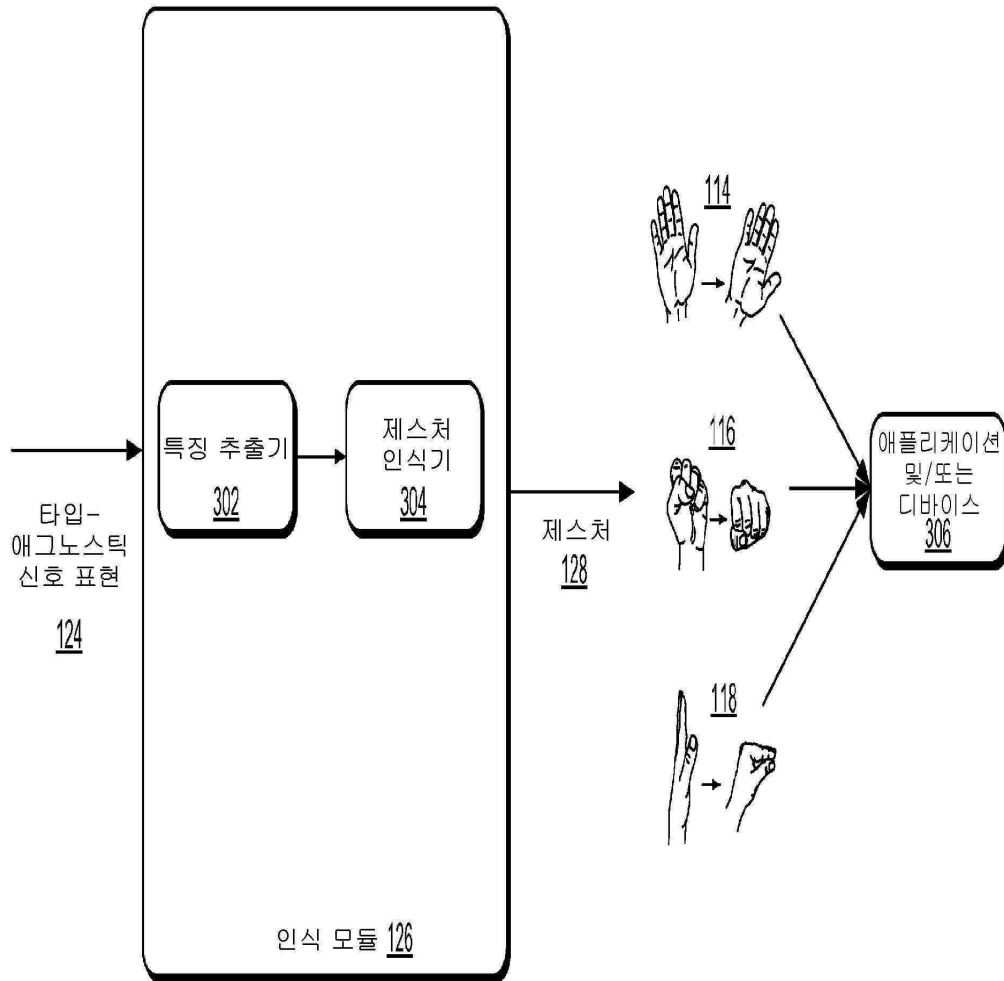 타입-
애그노스틱
신호 표현
124
특징 추출기
302
제스처
인식기
304
인식 모듈 126
제스처
128
114
116
118
애플리케이션
및/또는
디바이스
306